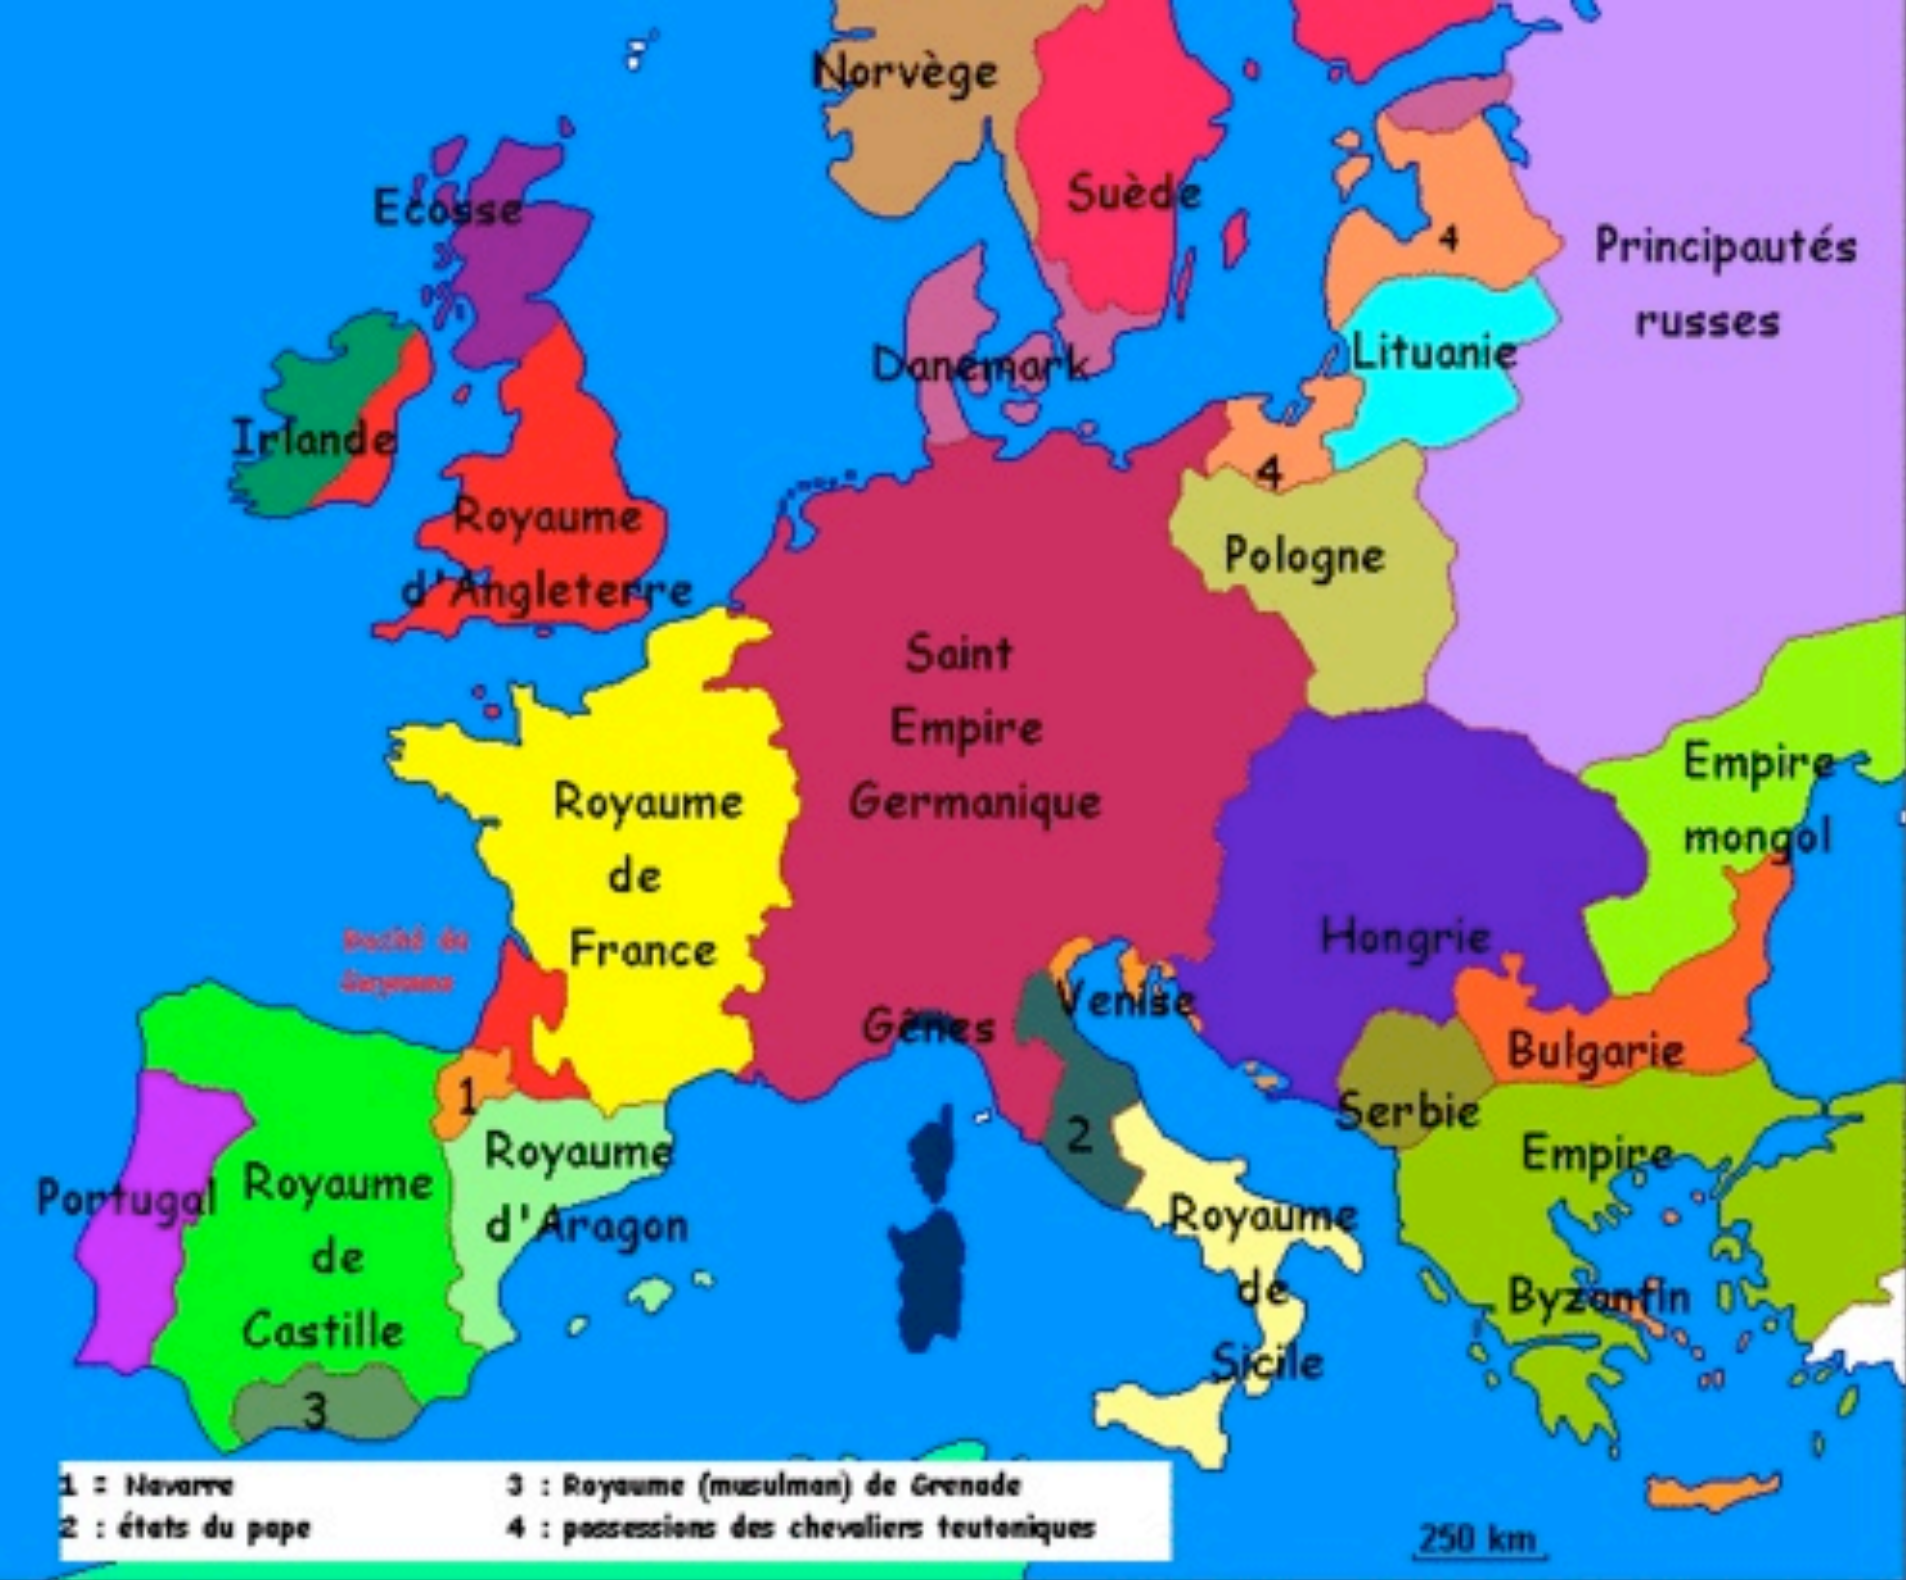 Norvège
Suède
Ecosse
4
Principautés
russes
Danemark
Lituanie
Irlande
4
Royaume
d'Angleterre
Pologne
Saint
Empire
Germanique
Royaume
de
France
Empire
mongol
Duché de
Guyenne
Hongrie
Gênes
Venise
Bulgarie
1
Serbie
2
Royaume
d'Aragon
Portugal
Royaume
de
Castille
Empire
Byzantin
Royaume
de
Sicile
3
1 = Navarre
2 : états du pape
3 : Royaume (musulman) de Grenade
4 : possessions des chevaliers teutoniques
250 km